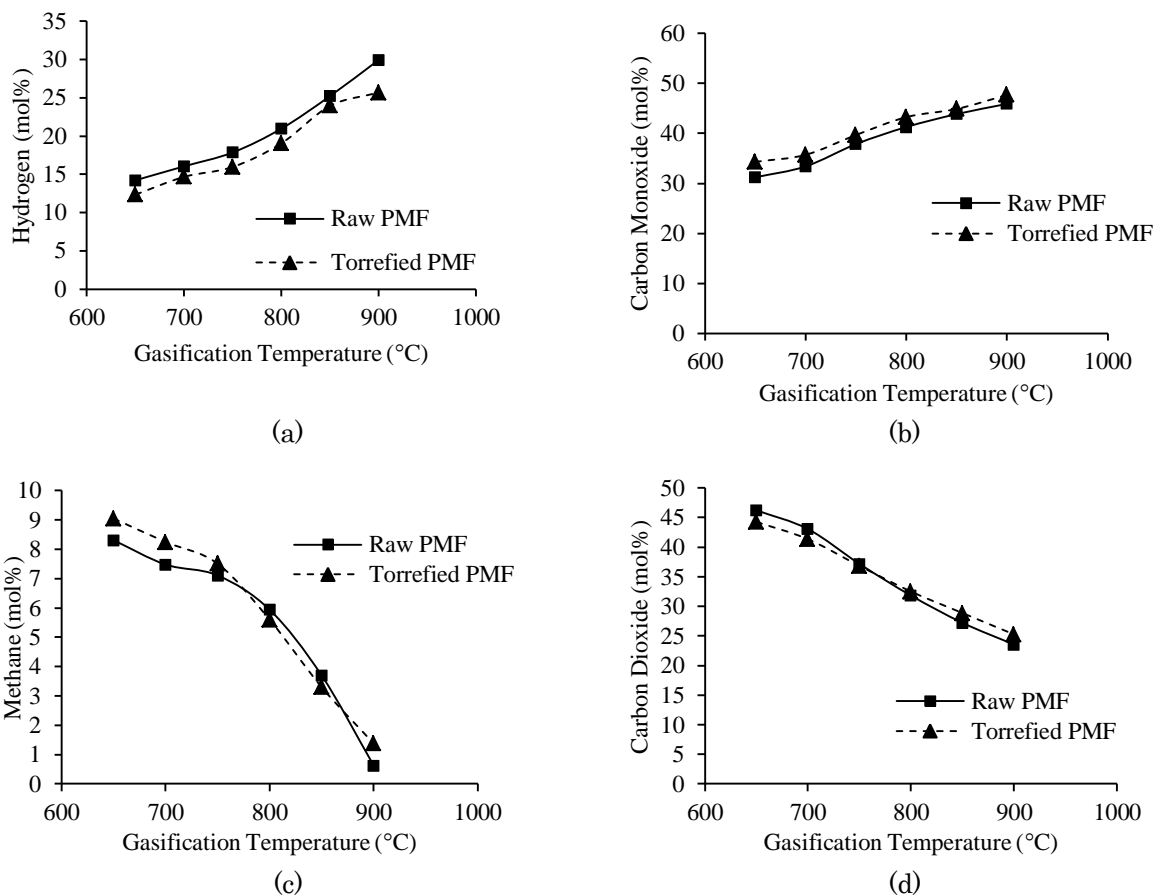 35
30
25
20
15
10
5
0
Hydrogen (mol%)
Raw PMF
Torrefied PMF
600 700 800 900 1000
Gasification Temperature (°C)
(a)
60
50
40
30
20
10
0
Carbon Monoxide (mol%)
Raw PMF
Torrefied PMF
600 700 800 900 1000
Gasification Temperature (°C)
(b)
10
9
8
7
6
5
4
3
2
1
0
Methane (mol%)
Raw PMF
Torrefied PMF
600 700 800 900 1000
Gasification Temperature (°C)
(c)
50
45
40
35
30
25
20
15
10
5
0
Carbon Dioxide (mol%)
Raw PMF
Torrefied PMF
600 700 800 900 1000
Gasification Temperature (°C)
(d)